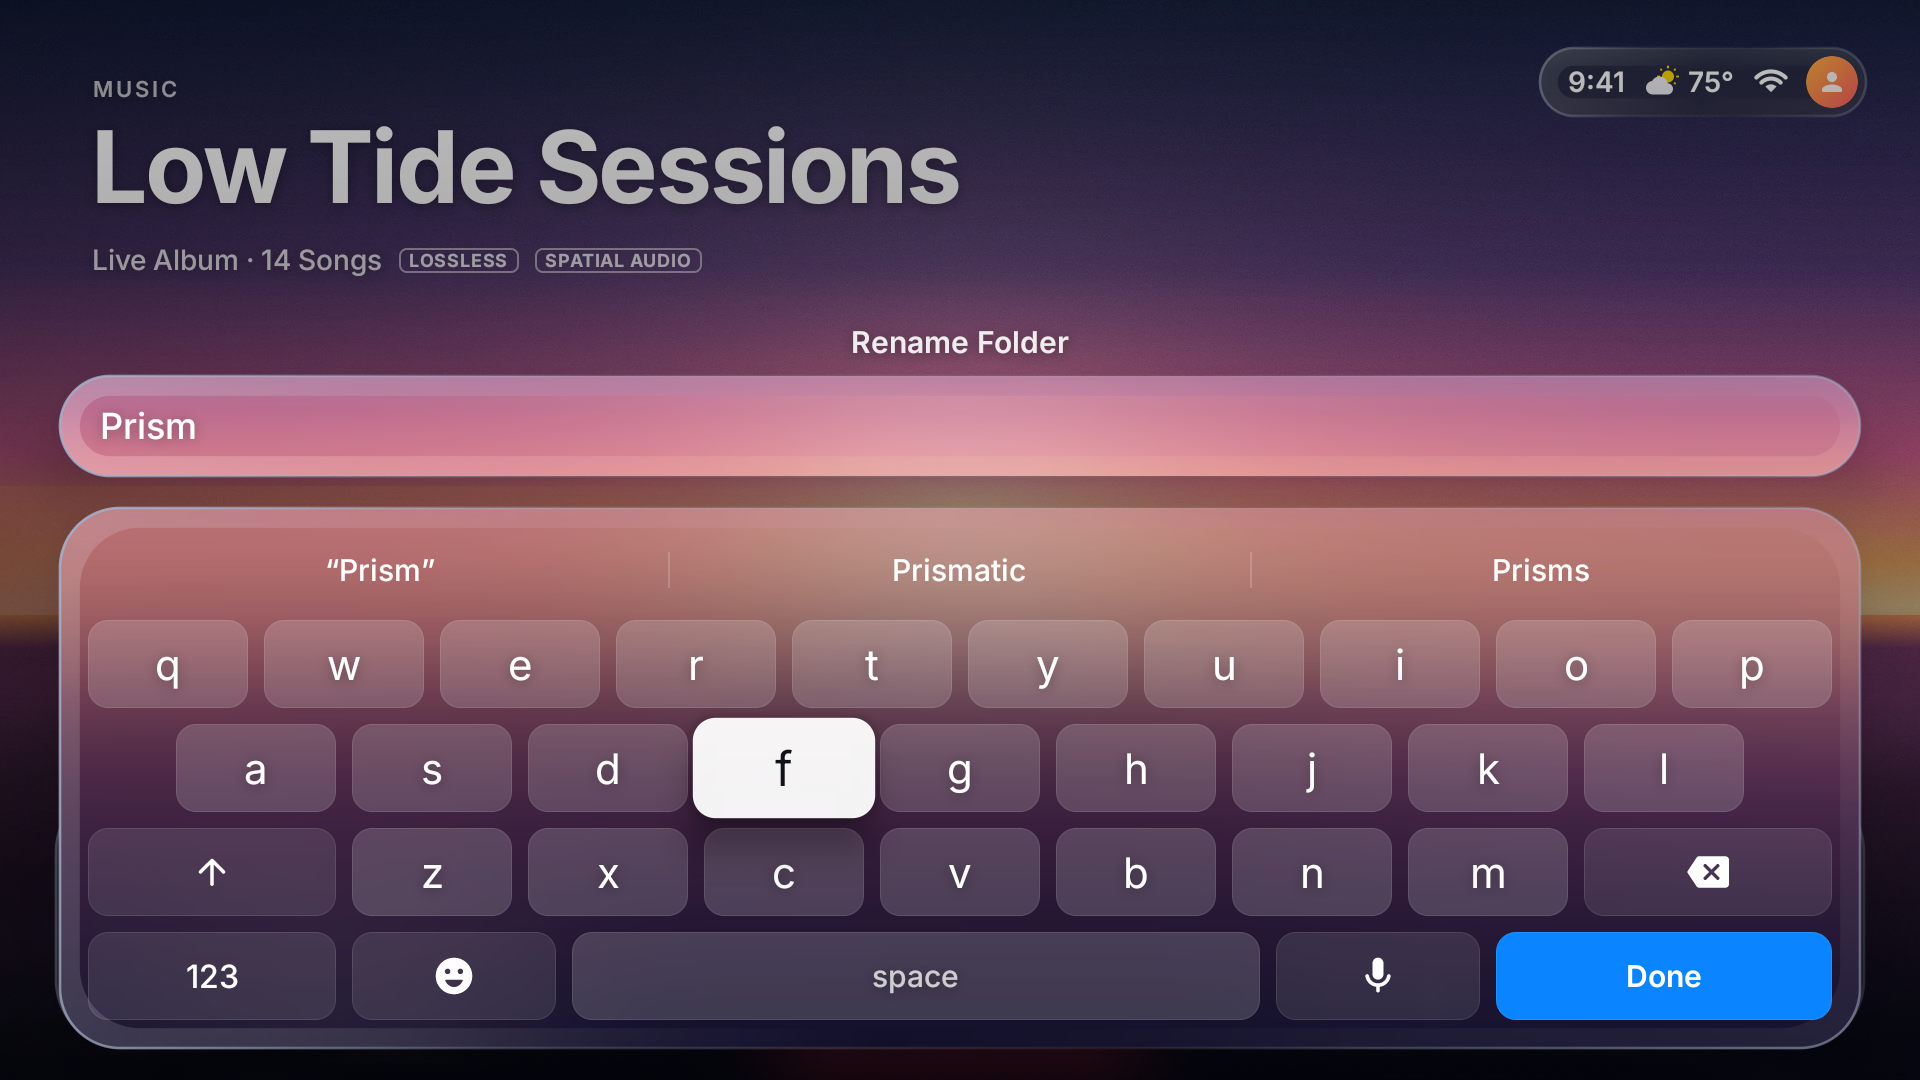 MUSIC
Low Tide Sessions
Live Album · 14 Songs LOSSLESS SPATIAL AUDIO
9:41 75°
Rename Folder
Prism
“Prism” Prismatic Prisms
q w e r t y u i o p
a s d f g h j k l
z x c v b n m
123 space Done